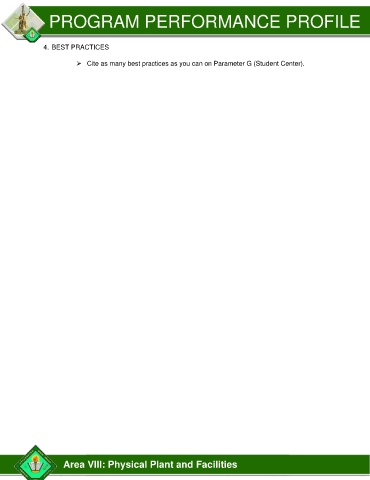 PROGRAM PERFORMANCE PROFILE
4. BEST PRACTICES
➢ Cite as many best practices as you can on Parameter G (Student Center).
Area VIII: Physical Plant and Facilities